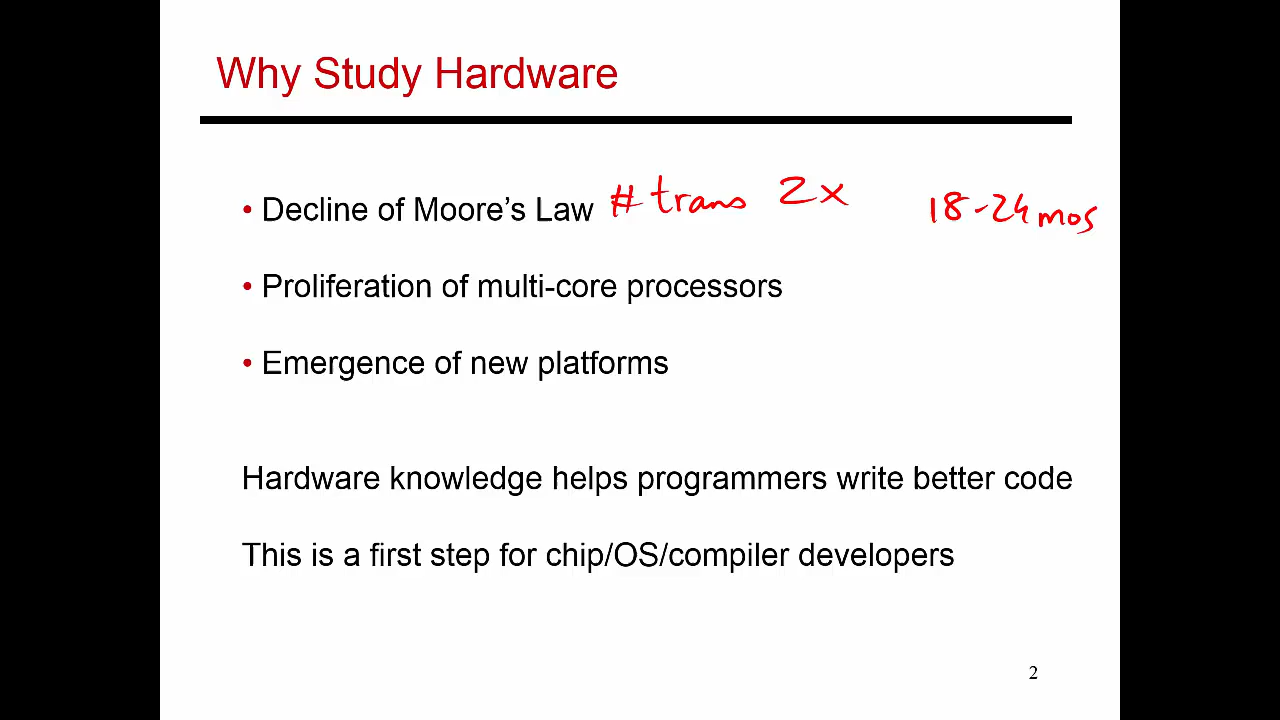 Why Study Hardware
• Decline of Moore's Law # trans 2x 18-24 mos
• Proliferation of multi-core processors
• Emergence of new platforms
Hardware knowledge helps programmers write better code
This is a first step for chip/OS/compiler developers
2